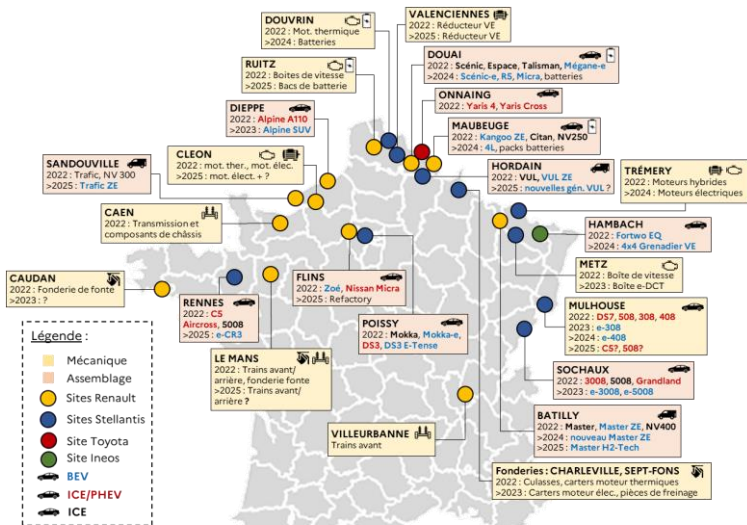 DOUVRIN
2022 : Mot. thermique
>2024 : Batteries
VALENCIENNES
2022 : Réducteur VE
>2025 : Réducteur VE
RUITZ
2022 : Boites de vitesse
>2025 : Bacs de batterie
DOUAI
2022 : Scénic, Espace, Talisman, Mégane-e
>2024 : Scénic-e, R5, Micra, batteries
DIEPPE
2022 : Alpine A110
>2023 : Alpine SUV
ONNAING
2022 : Yaris 4, Yaris Cross
MAUBEUGE
2022 : Kangoo ZE, Citan, NV250
>2024 : 4L, packs batteries
SANDOUVILLE
2022 : Trafic, NV 300
>2025 : Trafic ZE
CLEON
2022 : mot. ther., mot. élec.
>2025 : mot. élect. + ?
HORDAIN
2022 : VUL, VUL ZE
>2025 : nouvelles gén. VUL ?
TRÉMERY
2022 : Moteurs hybrides
>2024 : Moteurs électriques
CAEN
2022 : Transmission et
composants de châssis
HAMBACH
2022 : Fortwo EQ
>2024 : 4x4 Grenadier VE
METZ
2022 : Boîte de vitesse
>2023 : Boîte e-DCT
CAUDAN
2022 : Fonderie de fonte
>2023 : ?
RENNES
2022 : C5
Aircross, 5008
>2025 : e-CR3
FLINS
2022 : Zoé, Nissan Micra
>2025 : Refactory
POISSY
2022 : Mokka, Mokka-e,
DS3, DS3 E-Tense
MULHOUSE
2022 : DS7, 508, 308, 408
2023 : e-308
>2024 : e-408
>2025 : C5?, 508?
LE MANS
2022 : Trains avant/
arrière, fonderie fonte
>2025 : Trains avant/
arrière ?
SOCHAUX
2022 : 3008, 5008, Grandland
>2023 : e-3008, e-5008
BATILLY
2022 : Master, Master ZE, NV400
>2024 : nouveau Master ZE
>2025 : Master H2-Tech
VILLEURBANNE
Trains avant
Fonderies : CHARLEVILLE, SEPT-FONS
2022 : Culasses, carters moteur thermiques
>2023 : Carters moteur élec., pièces de freinage
Légende :
Mécanique
Assemblage
Sites Renault
Sites Stellantis
Site Toyota
Site Ineos
BEV
ICE/PHEV
ICE